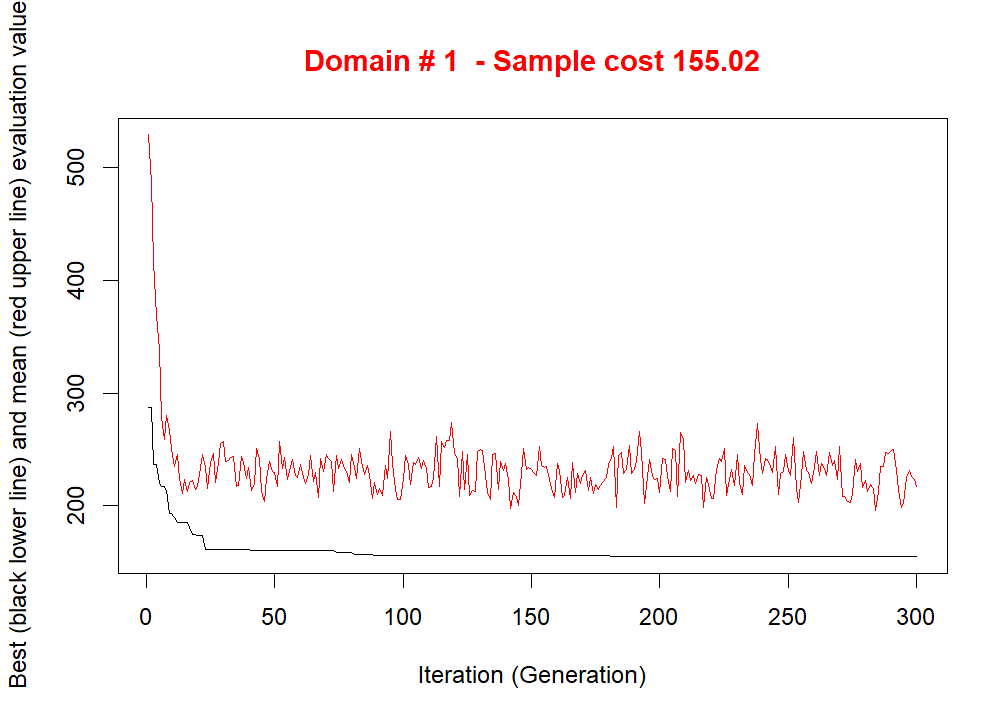 Domain # 1  - Sample cost 155.02
Best (black lower line) and mean (red upper line) evaluation value
500
400
300
200
0 50 100 150 200 250 300
Iteration (Generation)